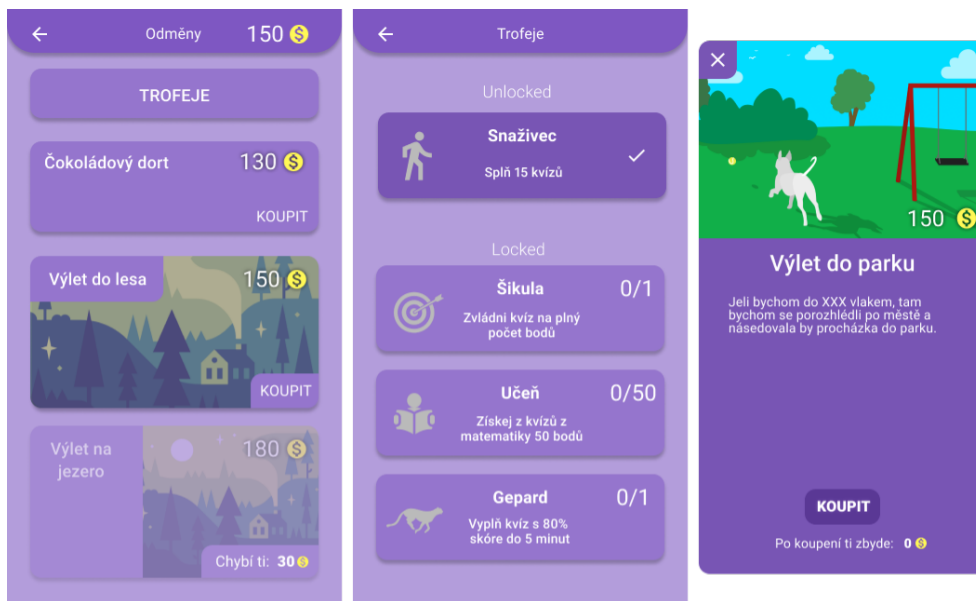 Odměny
150 $
TROFEJE
Čokoládový dort
130 $
KOUPIT
Výlet do lesa
150 $
KOUPIT
Výlet na
jezero
180 $
Chybí ti: 30 $
Trofeje
Unlocked
Snaživec
Splň 15 kvízů
Locked
Šikula
0/1
Zvládni kvíz na plný
počet bodů
Učeň
0/50
Získej z kvízů z
matematiky 50 bodů
Gepard
0/1
Vyplň kvíz s 80%
skóre do 5 minut
150 $
Výlet do parku
Jeli bychom do XXX vlakem, tam
bychom se porozhlédli po městě a
násedovala by procházka do parku.
KOUPIT
Po koupení ti zbyde: 0 $